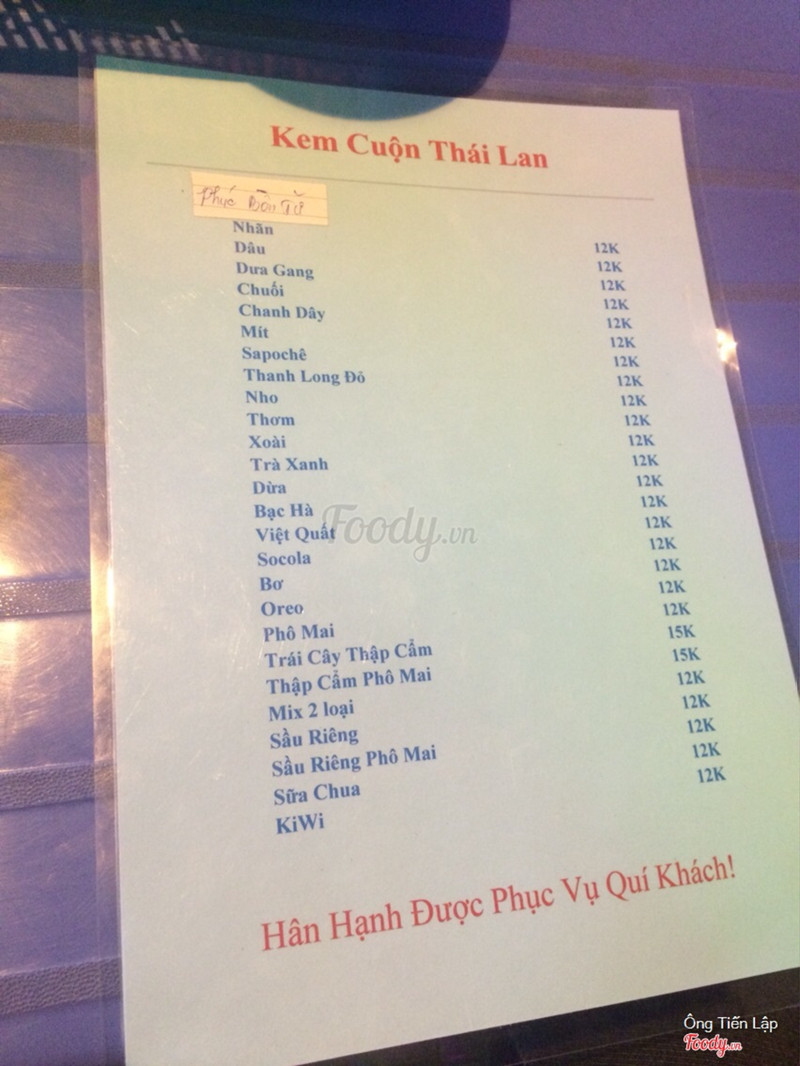 Kem Cuộn Thái Lan
Phúc Bồn Tử
Nhãn 12K
Dâu 12K
Dưa Gang 12K
Chuối 12K
Chanh Dây 12K
Mít 12K
Sapochê 12K
Thanh Long Đỏ 12K
Nho 12K
Thơm 12K
Xoài 12K
Trà Xanh 12K
Dừa 12K
Bạc Hà 12K
Việt Quất 12K
Socola 12K
Bơ 12K
Oreo 12K
Phô Mai 12K
Trái Cây Thập Cẩm 15K
Thập Cẩm Phô Mai 15K
Mix 2 loại 12K
Sầu Riêng 12K
Sầu Riêng Phô Mai 12K
Sữa Chua 12K
KiWi 12K
Foody.vn
Hân Hạnh Được Phục Vụ Quí Khách!
Ông Tiến Lập
Foody.vn